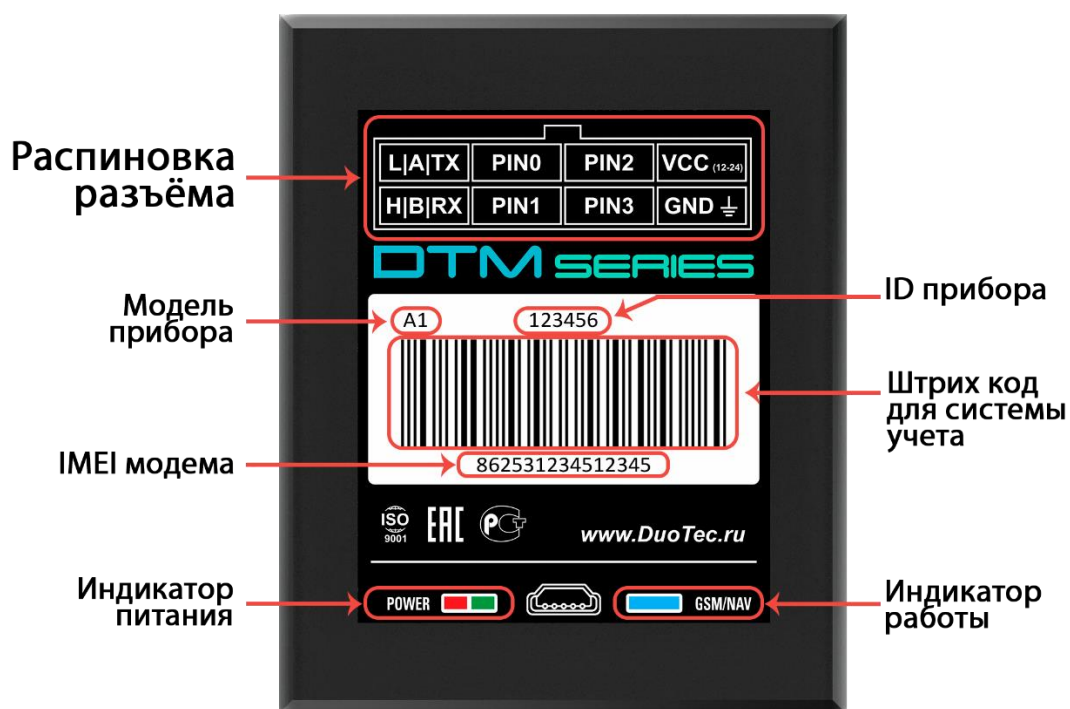 Распиновка
разъёма
L|A|TX PIN0 PIN2 VCC (12-24)
H|B|RX PIN1 PIN3 GND
DTM SERIES
Модель
прибора
A1 123456
ID прибора
Штрих код
для системы
учета
IMEI модема
862531234512345
ISO
9001
EAC
РСТ
www.DuoTec.ru
Индикатор
питания
POWER
GSM/NAV
Индикатор
работы